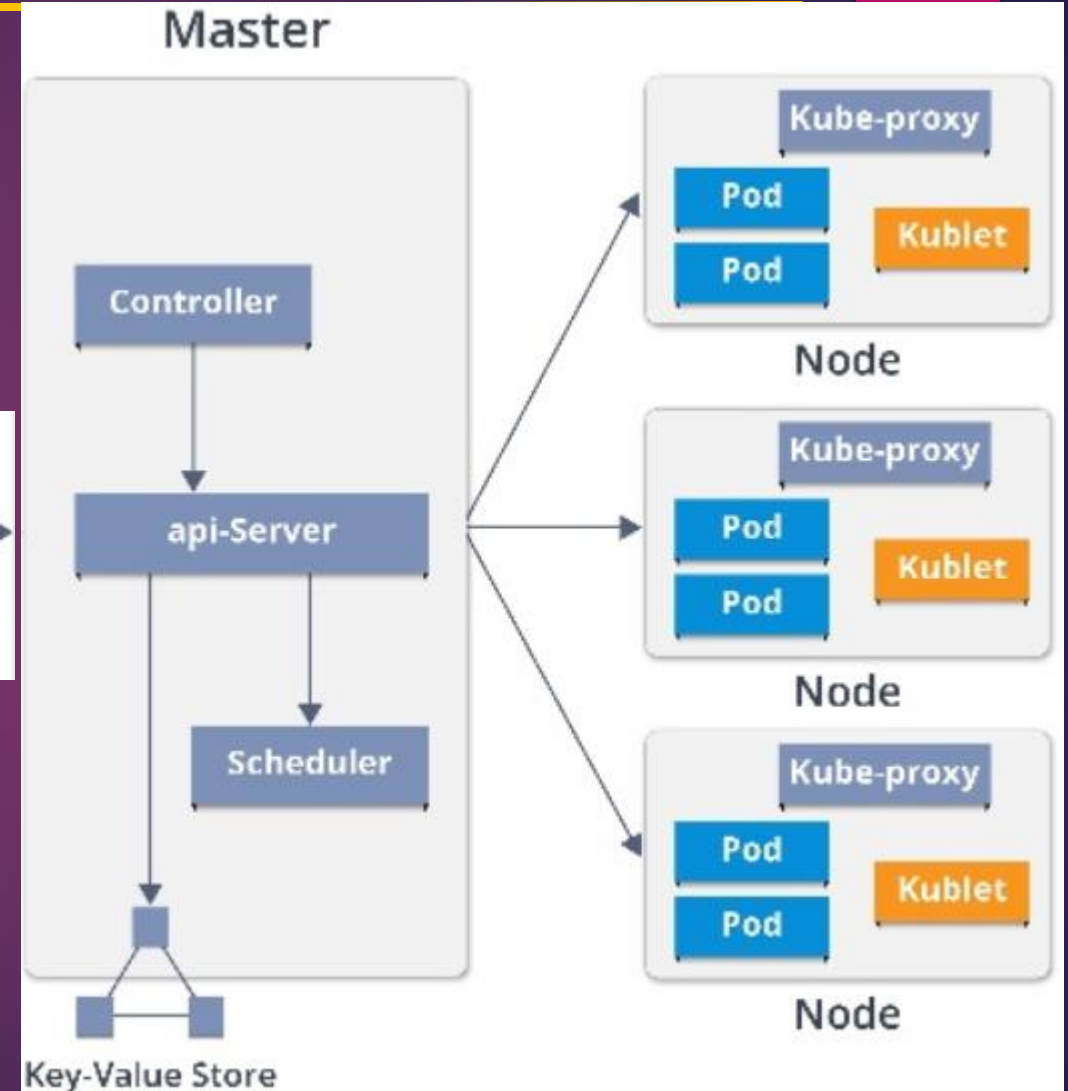 Master
Controller
api-Server
Scheduler
Key-Value Store
Kube-proxy
Pod
Kublet
Pod
Node
Kube-proxy
Pod
Kublet
Pod
Node
Kube-proxy
Pod
Kublet
Pod
Node